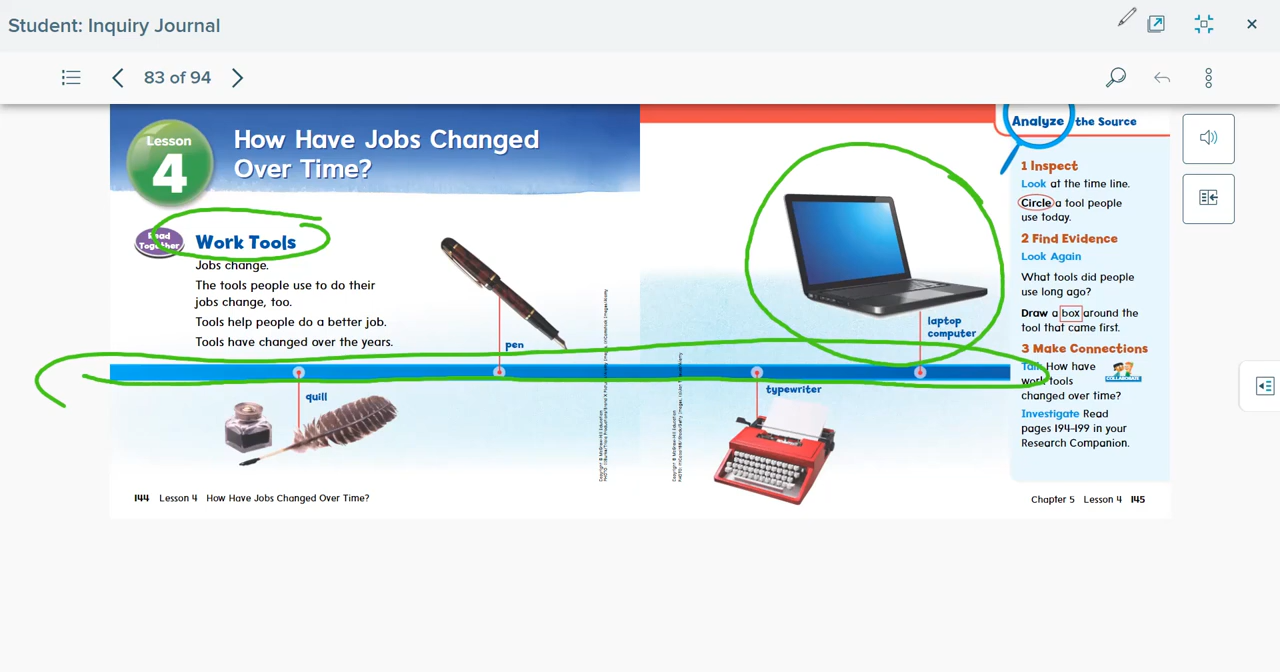 Student: Inquiry Journal
83 of 94
Lesson
4
How Have Jobs Changed
Over Time?
Read
Together
Work Tools
Jobs change.
The tools people use to do their
jobs change, too.
Tools help people do a better job.
Tools have changed over the years.
pen
quill
laptop
computer
typewriter
144 Lesson 4 How Have Jobs Changed Over Time?
Analyze the Source
1 Inspect
Look at the time line.
Circle a tool people
use today.
2 Find Evidence
Look Again
What tools did people
use long ago?
Draw a box around the
tool that came first.
3 Make Connections
Talk How have
work tools
changed over time?
COLLABORATE
Investigate Read
pages 194–199 in your
Research Companion.
Chapter 5 Lesson 4 145